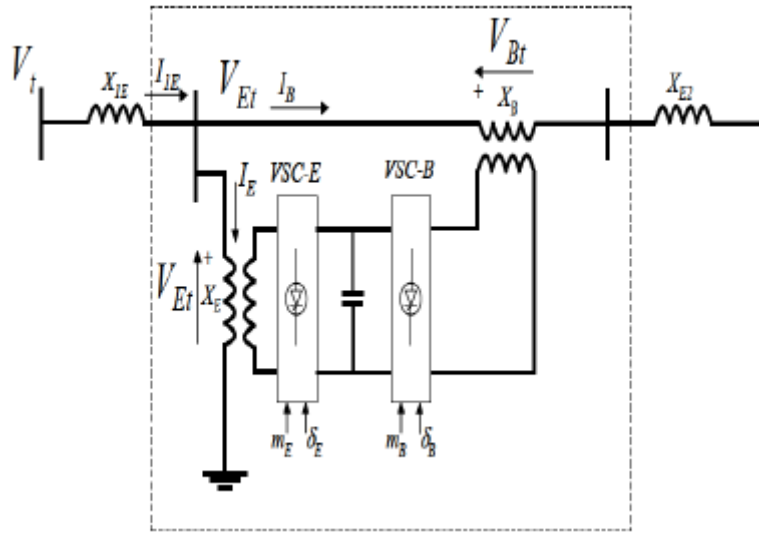 V_Bt
V_t X_1E I_1E V_Et I_B + X_B X_E2
I_E VSC-E VSC-B
+
V_Et X_E
m_E δ_E m_B δ_B